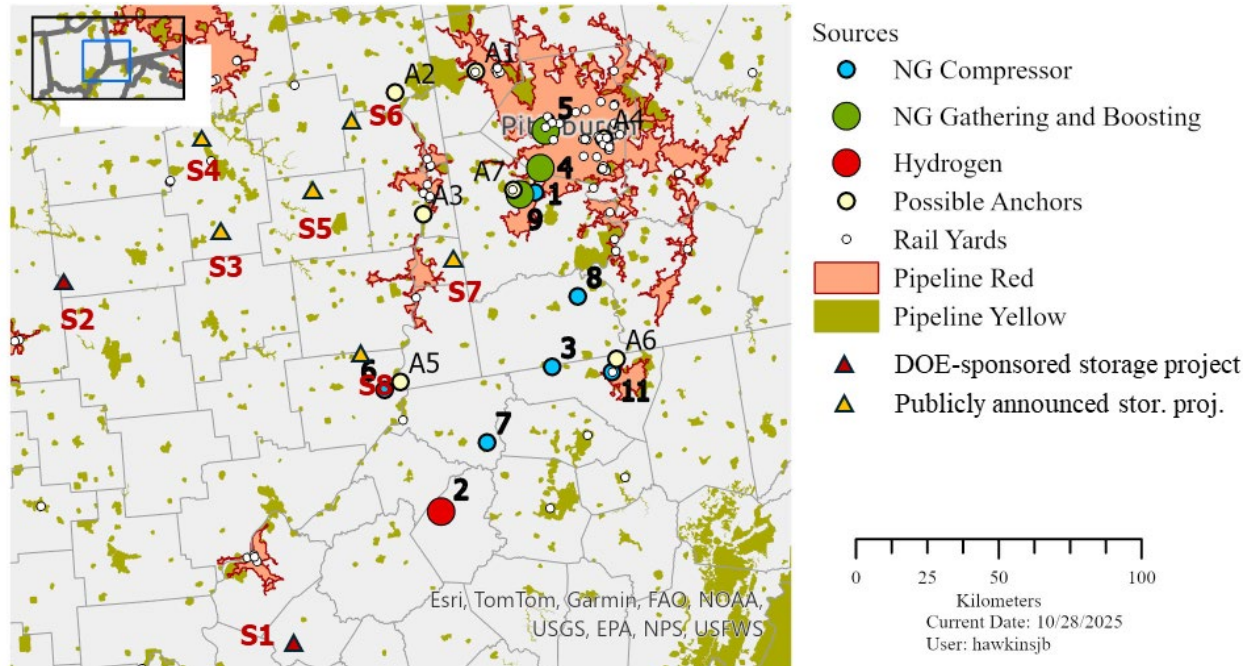 Sources
NG Compressor
NG Gathering and Boosting
Hydrogen
Possible Anchors
Rail Yards
Pipeline Red
Pipeline Yellow
DOE-sponsored storage project
Publicly announced stor. proj.
0 25 50 100
Kilometers
Current Date: 10/28/2025
User: hawkinsjb
A1
A2
S6
5
A4
S4
4
A7
1
S5
A3
9
S3
S7
8
S2
3
A6
A5
6
S8
11
7
2
S1
Esri, TomTom, Garmin, FAO, NOAA,
USGS, EPA, NPS, USFWS